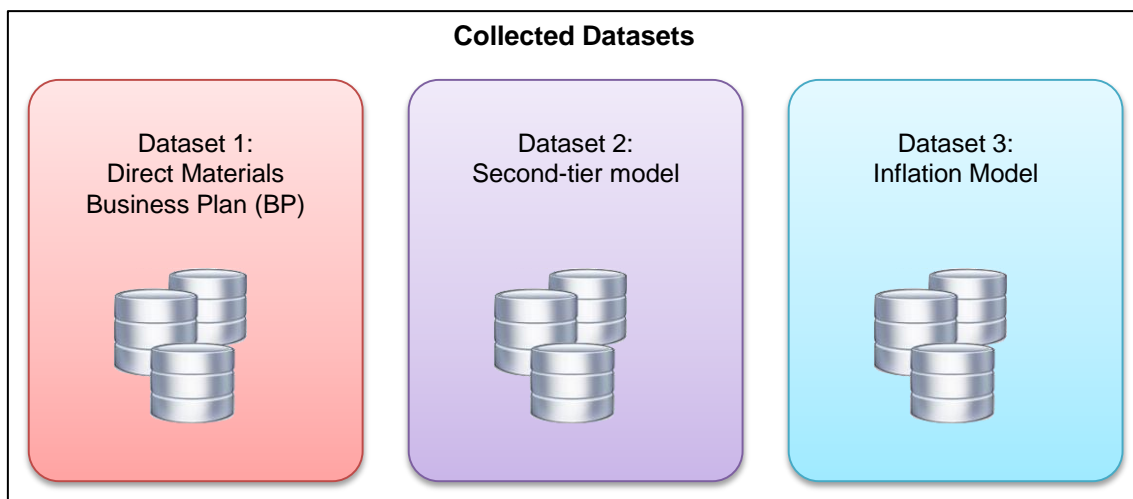 Collected Datasets
Dataset 1:
Direct Materials
Business Plan (BP)
Dataset 2:
Second-tier model
Dataset 3:
Inflation Model